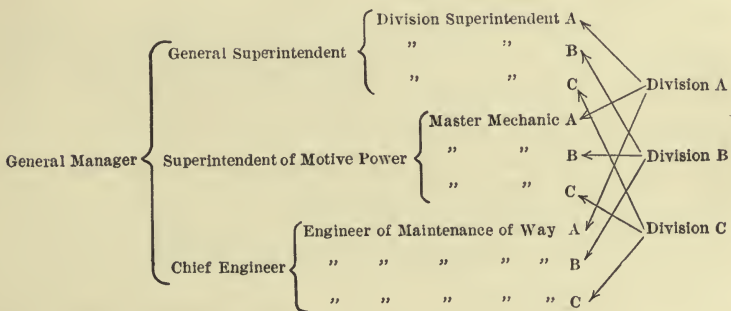 Division Superintendent A
General Superintendent
„ „ B
„ „ C
Division A
Master Mechanic A
General Manager
Superintendent of Motive Power
„ „ B
Division B
„ „ C
Engineer of Maintenance of Way A
Division C
Chief Engineer
„ „ „ „ „ B
„ „ „ „ „ C